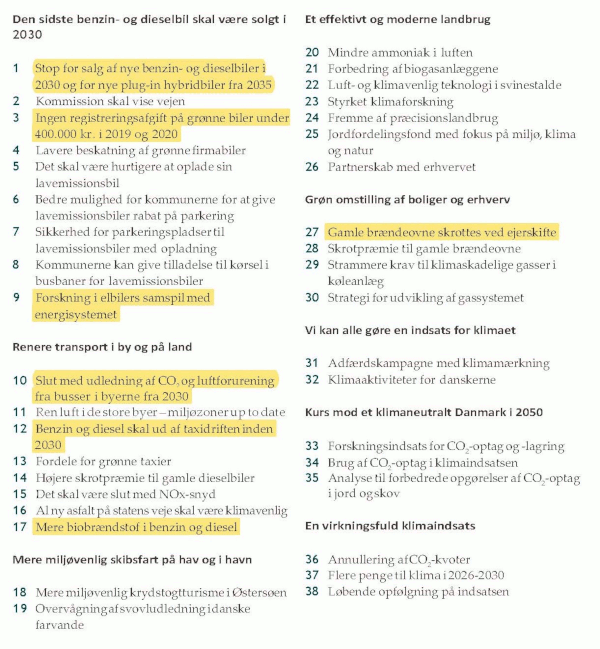 Den sidste benzin- og dieselbil skal være solgt i
2030
1 Stop for salg af nye benzin- og dieselbiler i
2030 og for nye plug-in hybridbiler fra 2035
2 Kommission skal vise vejen
3 Ingen registreringsafgift på grønne biler under
400.000 kr. i 2019 og 2020
4 Lavere beskatning af grønne firmabiler
5 Det skal være hurtigere at oplade sin
lavemissionsbil
6 Bedre mulighed for kommunerne for at give
lavemissionsbiler rabat på parkering
7 Sikkerhed for parkeringspladser til
lavemissionsbiler med opladning
8 Kommunerne kan give tilladelse til kørsel i
busbaner for lavemissionsbiler
9 Forskning i elbilers samspil med
energisystemet
Renere transport i by og på land
10 Slut med udledning af CO₂ og luftforurening
fra busser i byerne fra 2030
11 Ren luft i de store byer – miljøzoner up to date
12 Benzin og diesel skal ud af taxidriften inden
2030
13 Fordele for grønne taxier
14 Højere skrotpræmie til gamle dieselbiler
15 Det skal være slut med NOx-snyd
16 Al ny asfalt på statens veje skal være klimavenlig
17 Mere biobrændstof i benzin og diesel
Mere miljøvenlig skibsfart på hav og i havn
18 Mere miljøvenlig krydstogtturisme i Østersøen
19 Overvågning af svovludledning i danske
farvande
Et effektivt og moderne landbrug
20 Mindre ammoniak i luften
21 Forbedring af biogasanlæggene
22 Luft- og klimavenlig teknologi i svinestalde
23 Styrket klimaforskning
24 Fremme af præcisionslandbrug
25 Jordfordelingsfond med fokus på miljø, klima
og natur
26 Partnerskab med erhvervet
Grøn omstilling af boliger og erhverv
27 Gamle brændeovne skrottes ved ejerskifte
28 Skrotpræmie til gamle brændeovne
29 Strammere krav til klimaskadelige gasser i
køleanlæg
30 Strategi for udvikling af gassystemet
Vi kan alle gøre en indsats for klimaet
31 Adfærdskampagne med klimamærkning
32 Klimaaktiviteter for danskerne
Kurs mod et klimaneutralt Danmark i 2050
33 Forskningsindsats for CO₂-optag og -lagring
34 Brug af CO₂-optag i klimaindsatsen
35 Analyse til forbedrede opgørelser af CO₂-optag
i jord og skov
En virkningsfuld klimaindsats
36 Annullering af CO₂-kvoter
37 Flere penge til klima i 2026-2030
38 Løbende opfølgning på indsatsen